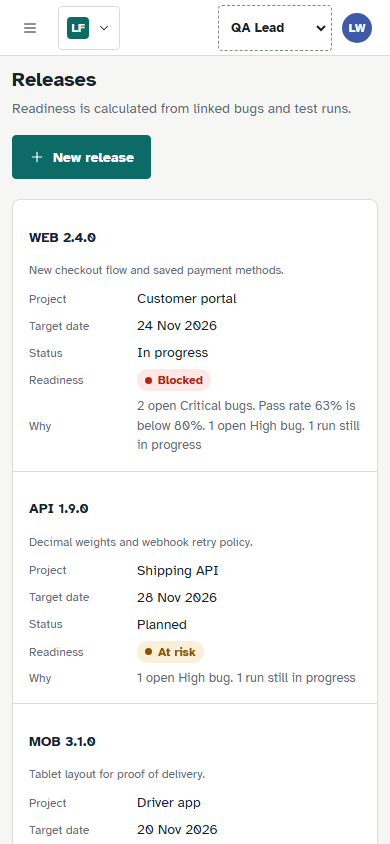 LF
QA Lead
LW
Releases
Readiness is calculated from linked bugs and test runs.
New release
WEB 2.4.0
New checkout flow and saved payment methods.
Project Customer portal
Target date 24 Nov 2026
Status In progress
Readiness Blocked
Why 2 open Critical bugs. Pass rate 63% is
below 80%. 1 open High bug. 1 run still
in progress
API 1.9.0
Decimal weights and webhook retry policy.
Project Shipping API
Target date 28 Nov 2026
Status Planned
Readiness At risk
Why 1 open High bug. 1 run still in progress
MOB 3.1.0
Tablet layout for proof of delivery.
Project Driver app
Target date 20 Nov 2026